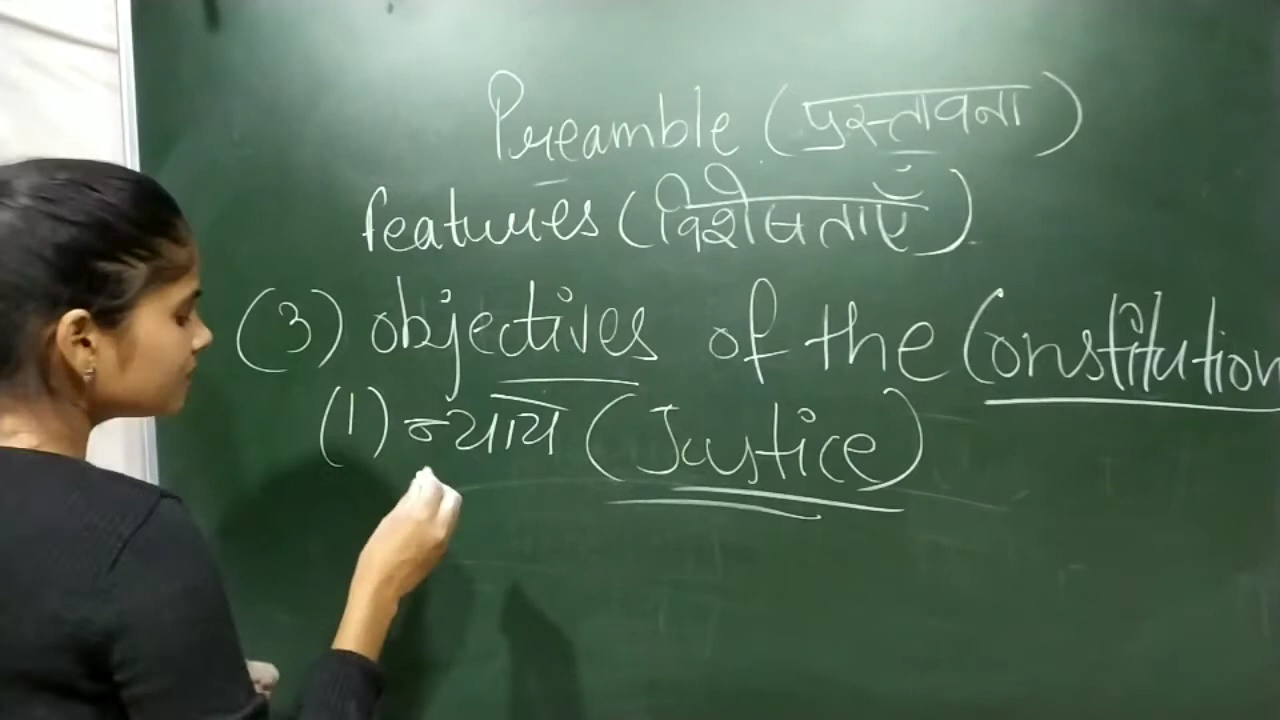 Preamble (प्रस्तावना)
features (विशेषताएँ)
(3) objectives of the Constitution
(1) न्याय (Justice)